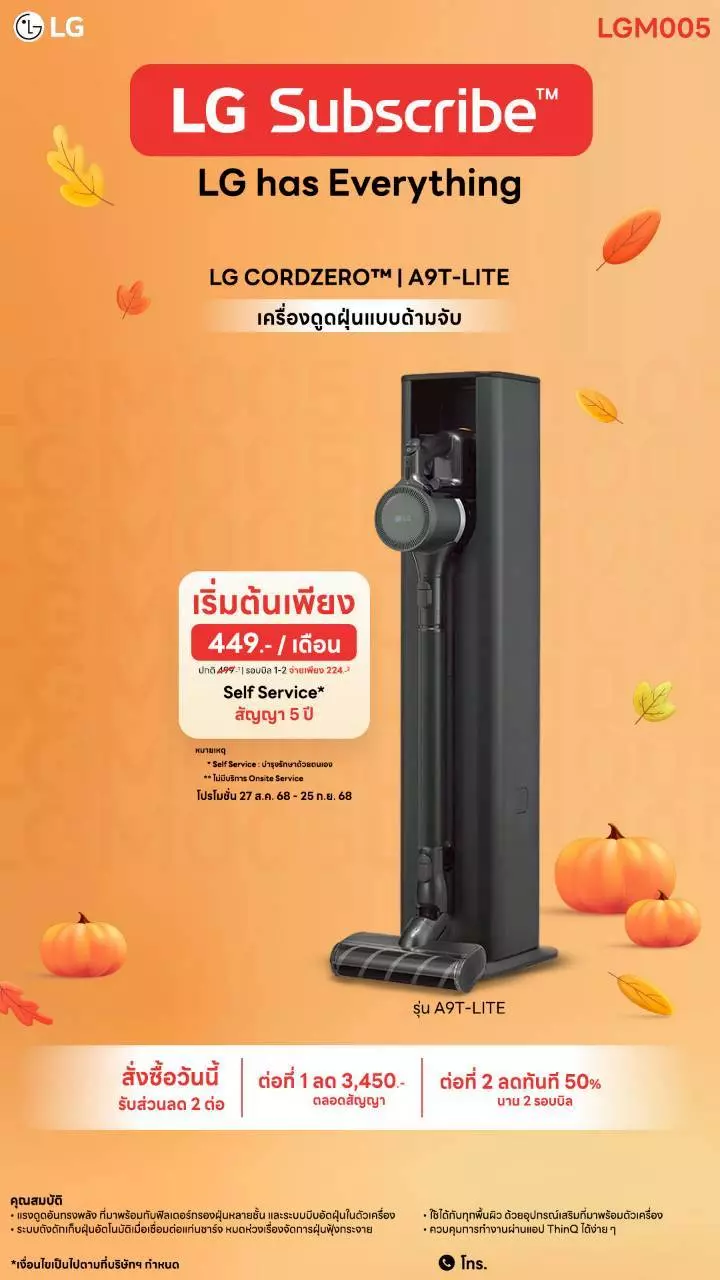 LG
LGM005
LG Subscribe™
LG has Everything
LG CORDZERO™ | A9T-LITE
เครื่องดูดฝุ่นแบบด้ามจับ
LG
เริ่มต้นเพียง
449.- / เดือน
ปกติ 499.-¹ | รอบบิล 1-2 จ่ายเพียง 224.-²
Self Service*
สัญญา 5 ปี
หมายเหตุ
* Self Service : บำรุงรักษาด้วยตนเอง
** ไม่มีบริการ Onsite Service
โปรโมชั่น 27 ส.ค. 68 - 25 ก.ย. 68
รุ่น A9T-LITE
สั่งซื้อวันนี้
รับส่วนลด 2 ต่อ
ต่อที่ 1 ลด 3,450.-
ตลอดสัญญา
ต่อที่ 2 ลดทันที 50%
นาน 2 รอบบิล
คุณสมบัติ
• แรงดูดอันทรงพลัง ที่มาพร้อมกับฟิลเตอร์กรองฝุ่นหลายชั้น และระบบบีบอัดฝุ่นในตัวเครื่อง
• ระบบถังดักเก็บฝุ่นอัตโนมัติเมื่อเชื่อมต่อแท่นชาร์จ หมดห่วงเรื่องจัดการฝุ่นฟุ้งกระจาย
• ใช้ได้กับทุกพื้นผิว ด้วยอุปกรณ์เสริมที่มาพร้อมตัวเครื่อง
• ควบคุมการทำงานผ่านแอป ThinQ ได้ง่าย ๆ
*เงื่อนไขเป็นไปตามที่บริษัทฯ กำหนด
โทร.